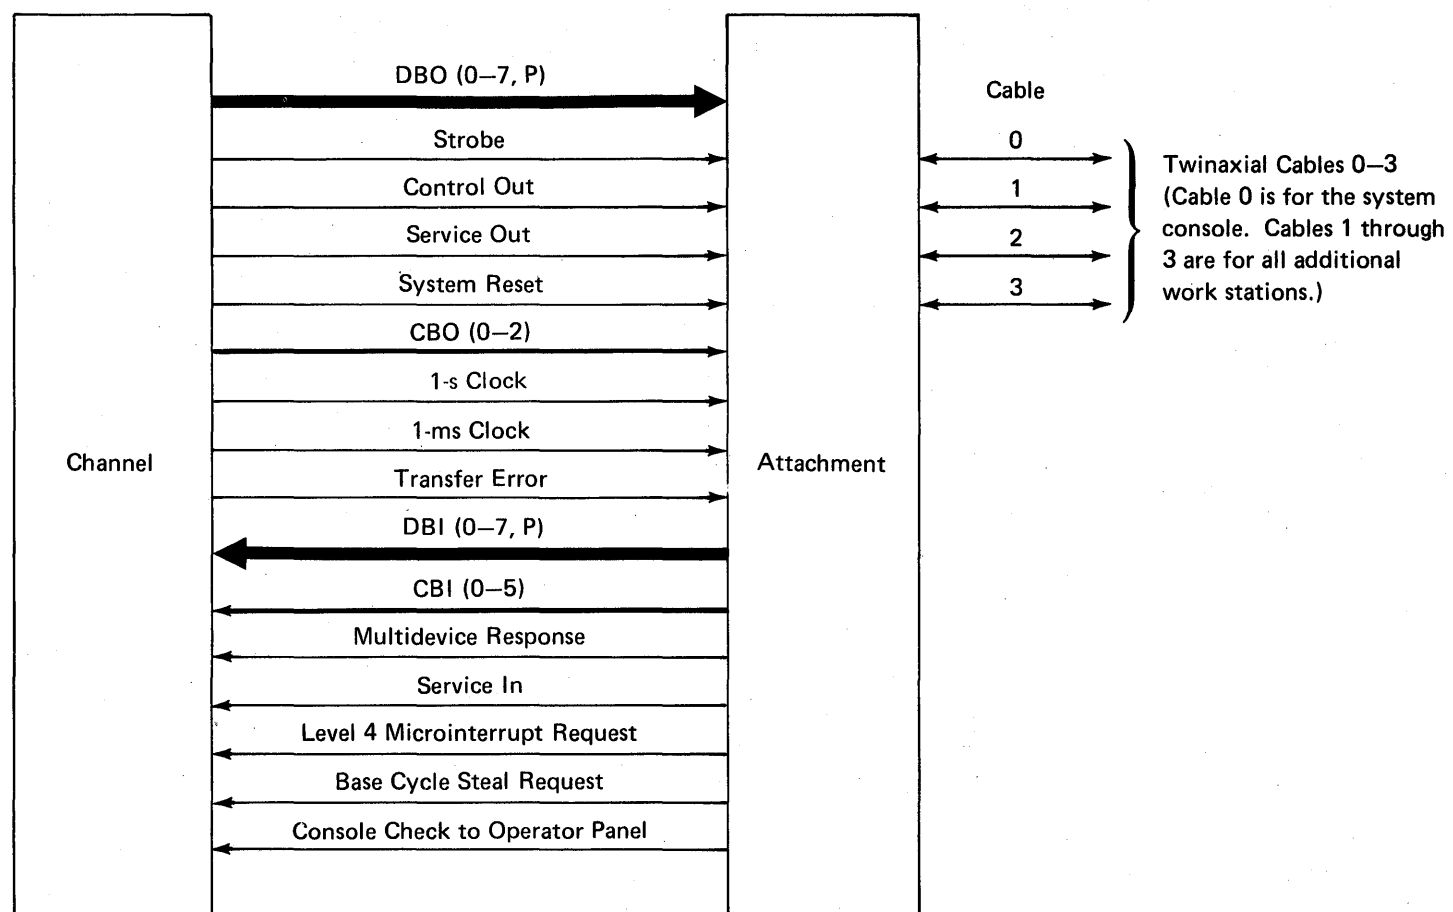 DBO (0—7, P)
Strobe
Control Out
Service Out
System Reset
CBO (0—2)
1-s Clock
1-ms Clock
Channel
Transfer Error
DBI (0—7, P)
CBI (0—5)
Multidevice Response
Service In
Level 4 Microinterrupt Request
Base Cycle Steal Request
Console Check to Operator Panel
Attachment
Cable
0
1
2
3
Twinaxial Cables 0—3
(Cable 0 is for the system
console. Cables 1 through
3 are for all additional
work stations.)